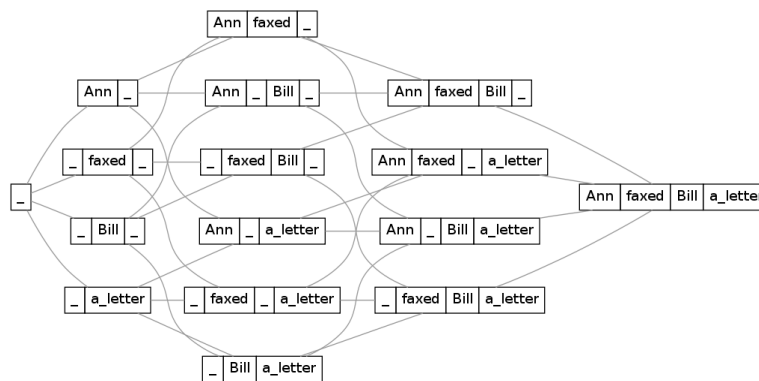 Ann faxed _
Ann _
Ann _ Bill _
Ann faxed Bill _
_ faxed _
_ faxed Bill _
Ann faxed _ a_letter
_
Ann faxed Bill a_letter
_ Bill _
Ann _ a_letter
Ann _ Bill a_letter
_ a_letter
_ faxed _ a_letter
_ faxed Bill a_letter
_ Bill a_letter